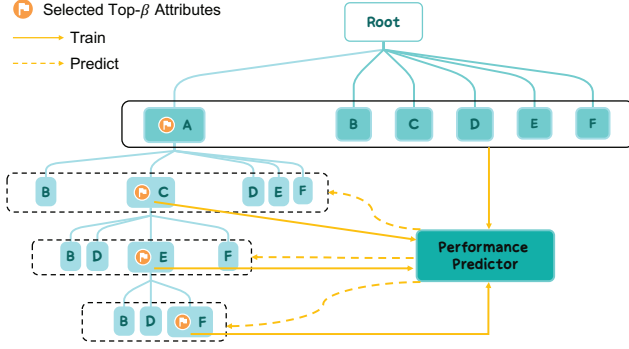 Selected Top-β Attributes
Train
Predict
Root
A B C D E F
B C D E F
B D E F
Performance
Predictor
B D F